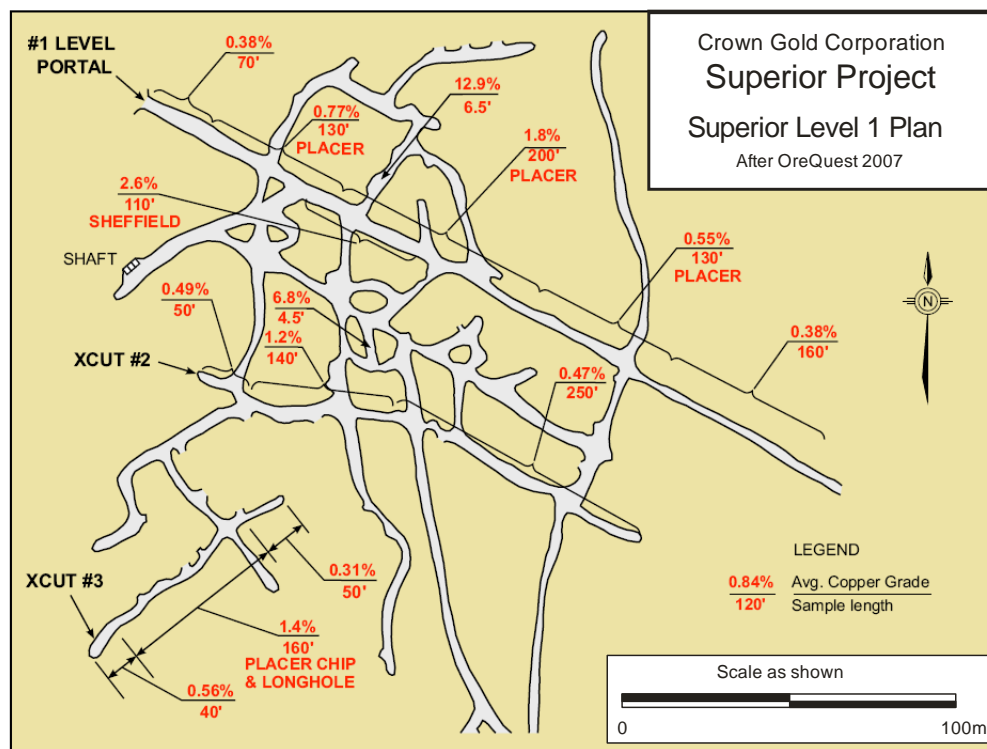 Crown Gold Corporation
Superior Project
Superior Level 1 Plan
After OreQuest 2007
#1 LEVEL
PORTAL
0.38%
70'
0.77%
130'
PLACER
12.9%
6.5'
1.8%
200'
PLACER
2.6%
110'
SHEFFIELD
SHAFT
0.55%
130'
PLACER
N
0.49%
50'
6.8%
4.5'
1.2%
140'
0.38%
160'
XCUT #2
0.47%
250'
XCUT #3
0.31%
50'
1.4%
160'
PLACER CHIP
& LONGHOLE
0.56%
40'
LEGEND
0.84% Avg. Copper Grade
120' Sample length
Scale as shown
0 100m